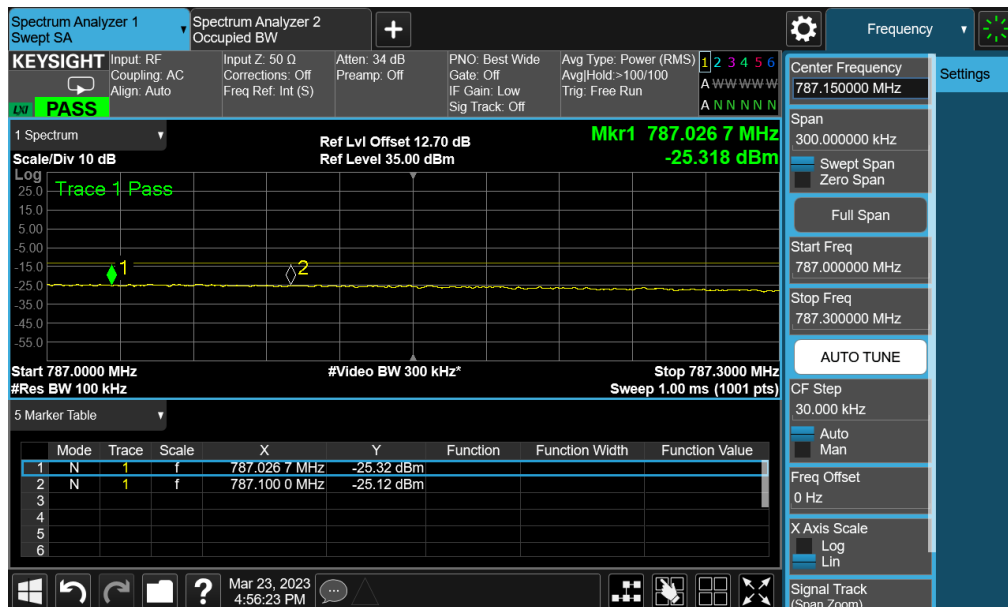 Spectrum Analyzer 1
Swept SA
Spectrum Analyzer 2
Occupied BW
Frequency
KEYSIGHT
Input: RF
Coupling: AC
Align: Auto
Input Z: 50 Ω
Corrections: Off
Freq Ref: Int (S)
Atten: 34 dB
Preamp: Off
PNO: Best Wide
Gate: Off
IF Gain: Low
Sig Track: Off
Avg Type: Power (RMS)
Avg|Hold:>100/100
Trig: Free Run
1 2 3 4 5 6
A W W W W W
A N N N N N
LNI PASS
1 Spectrum
Scale/Div 10 dB
Ref Lvl Offset 12.70 dB
Ref Level 35.00 dBm
Mkr1 787.026 7 MHz
-25.318 dBm
Log
Trace 1 Pass
25.0
15.0
5.00
-5.00
-15.0
-25.0
-35.0
-45.0
-55.0
1
2
Start 787.0000 MHz
#Video BW 300 kHz*
Stop 787.3000 MHz
#Res BW 100 kHz
Sweep 1.00 ms (1001 pts)
5 Marker Table
Mode Trace Scale X Y Function Function Width Function Value
1 N 1 f 787.026 7 MHz -25.32 dBm
2 N 1 f 787.100 0 MHz -25.12 dBm
3
4
5
6
Mar 23, 2023
4:56:23 PM
Center Frequency
787.150000 MHz
Settings
Span
300.000000 kHz
Swept Span
Zero Span
Full Span
Start Freq
787.000000 MHz
Stop Freq
787.300000 MHz
AUTO TUNE
CF Step
30.000 kHz
Auto
Man
Freq Offset
0 Hz
X Axis Scale
Log
Lin
Signal Track
(Span Zoom)